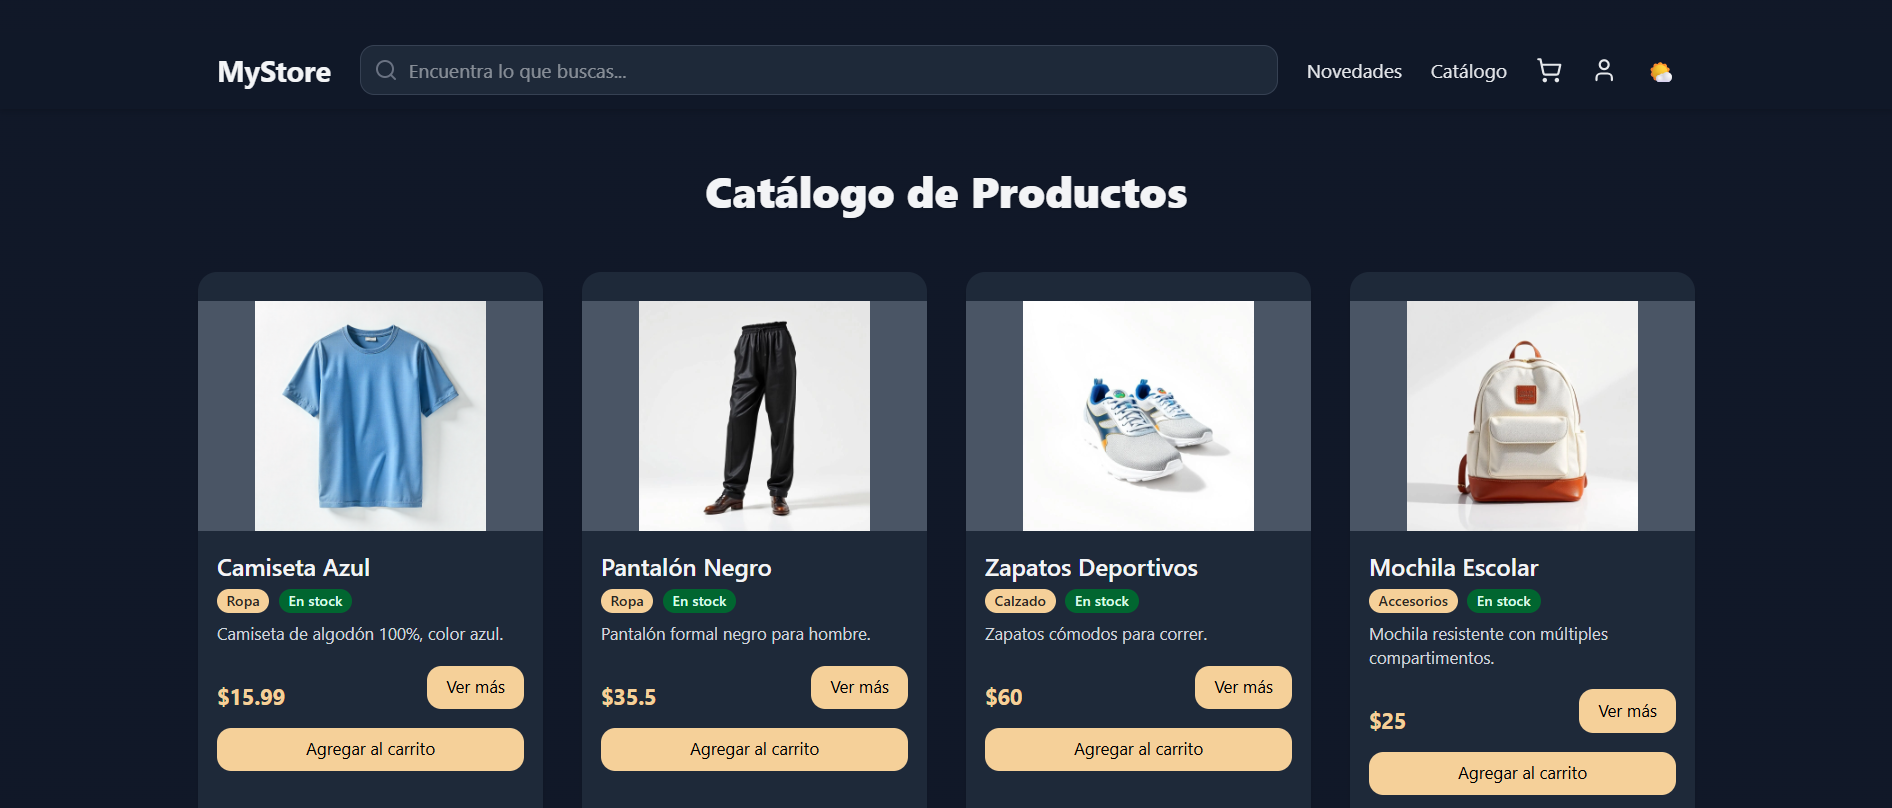 MyStore
Encuentra lo que buscas...
Novedades
Catálogo
Catálogo de Productos
Camiseta Azul
Ropa
En stock
Camiseta de algodón 100%, color azul.
$15.99
Ver más
Agregar al carrito
Pantalón Negro
Ropa
En stock
Pantalón formal negro para hombre.
$35.5
Ver más
Agregar al carrito
Zapatos Deportivos
Calzado
En stock
Zapatos cómodos para correr.
$60
Ver más
Agregar al carrito
Mochila Escolar
Accesorios
En stock
Mochila resistente con múltiples
compartimentos.
$25
Ver más
Agregar al carrito